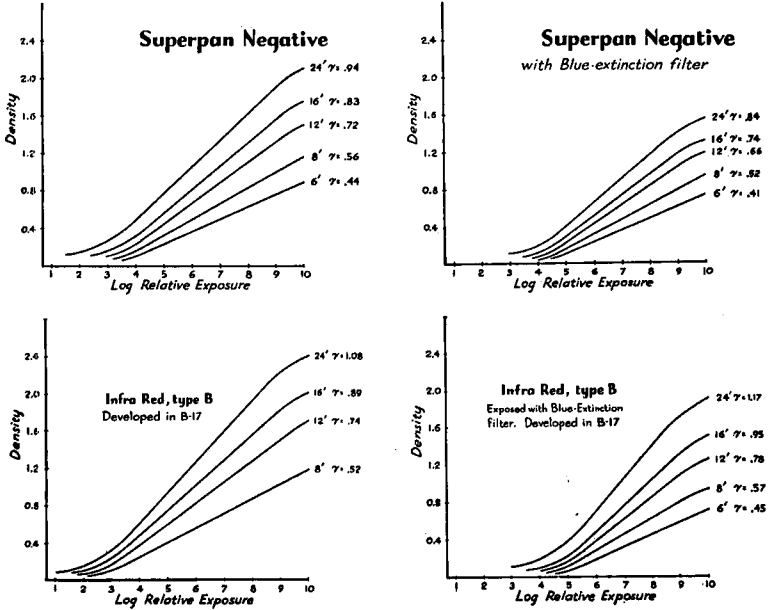 Superpan Negative
2.4
2.0
1.6
1.2
0.8
0.4
Density
24' γ= .94
16' γ= .83
12' γ= .72
8' γ= .56
6' γ= .44
1 2 3 4 5 6 7 8 9 10
Log Relative Exposure
Superpan Negative
with Blue-extinction filter
2.4
2.0
1.6
1.2
0.8
0.4
Density
24' γ= .84
16' γ= .74
12' γ= .66
8' γ= .52
6' γ= .41
1 2 3 4 5 6 7 8 9 10
Log Relative Exposure
Infra Red, type B
Developed in B-17
2.6
2.0
1.6
1.2
0.8
0.4
Density
24' γ=1.08
16' γ= .89
12' γ= .74
8' γ= .52
1 2 3 4 5 6 7 8 9 10
Log Relative Exposure
Infra Red, type B
Exposed with Blue-Extinction
filter. Developed in B-17
2.4
2.0
1.6
1.2
0.8
0.4
Density
24' γ=1.17
16' γ= .95
12' γ= .78
8' γ= .57
6' γ= .45
1 2 3 4 5 6 7 8 9 10
Log Relative Exposure